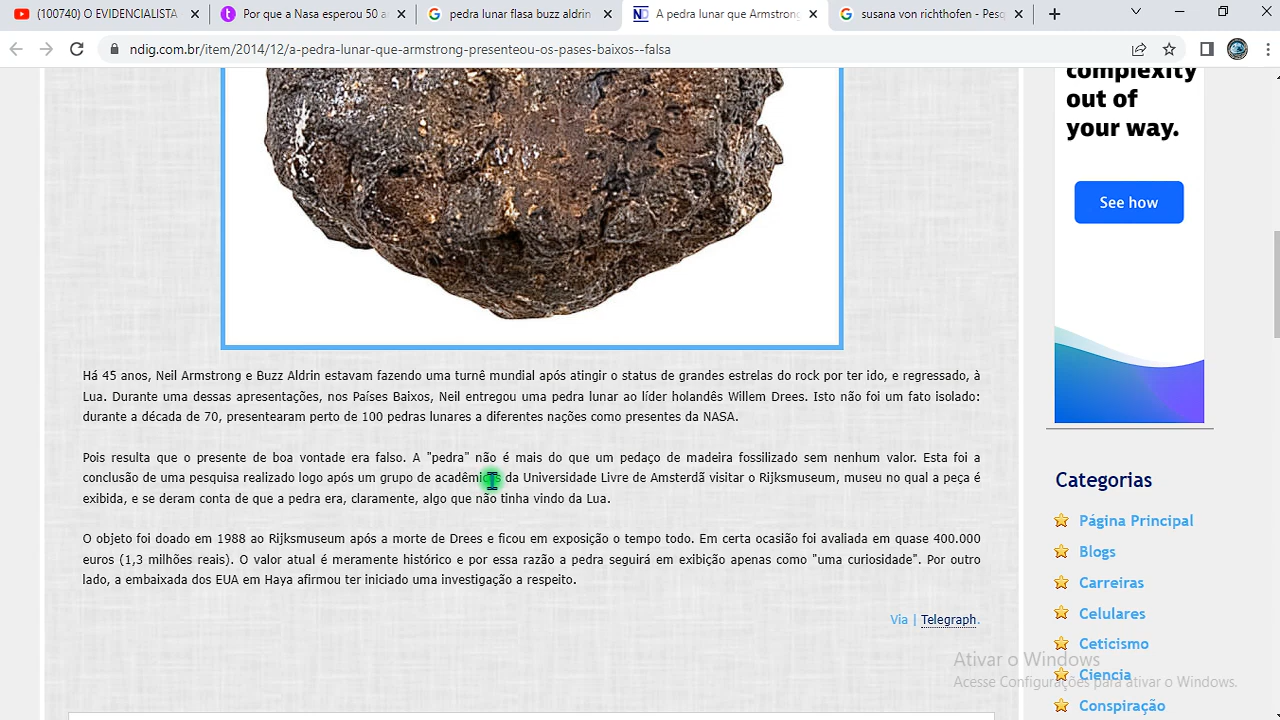 (100740) O EVIDENCIALISTA
Por que a Nasa esperou 50 a
pedra lunar flasa buzz aldrin
A pedra lunar que Armstrong
susana von richthofen - Pesq
ndig.com.br/item/2014/12/a-pedra-lunar-que-armstrong-presenteou-os-pases-baixos--falsa
complexity
out of
your way.
See how
Há 45 anos, Neil Armstrong e Buzz Aldrin estavam fazendo uma turnê mundial após atingir o status de grandes estrelas do rock por ter ido, e regressado, à
Lua. Durante uma dessas apresentações, nos Países Baixos, Neil entregou uma pedra lunar ao líder holandês Willem Drees. Isto não foi um fato isolado:
durante a década de 70, presentearam perto de 100 pedras lunares a diferentes nações como presentes da NASA.
Pois resulta que o presente de boa vontade era falso. A "pedra" não é mais do que um pedaço de madeira fossilizado sem nenhum valor. Esta foi a
conclusão de uma pesquisa realizado logo após um grupo de acadêmicos da Universidade Livre de Amsterdã visitar o Rijksmuseum, museu no qual a peça é
exibida, e se deram conta de que a pedra era, claramente, algo que não tinha vindo da Lua.
O objeto foi doado em 1988 ao Rijksmuseum após a morte de Drees e ficou em exposição o tempo todo. Em certa ocasião foi avaliada em quase 400.000
euros (1,3 milhões reais). O valor atual é meramente histórico e por essa razão a pedra seguirá em exibição apenas como "uma curiosidade". Por outro
lado, a embaixada dos EUA em Haya afirmou ter iniciado uma investigação a respeito.
Via | Telegraph.
Categorias
Página Principal
Blogs
Carreiras
Celulares
Ceticismo
Ciencia
Conspiração
Ativar o Windows
Acesse Configurações para ativar o Windows.